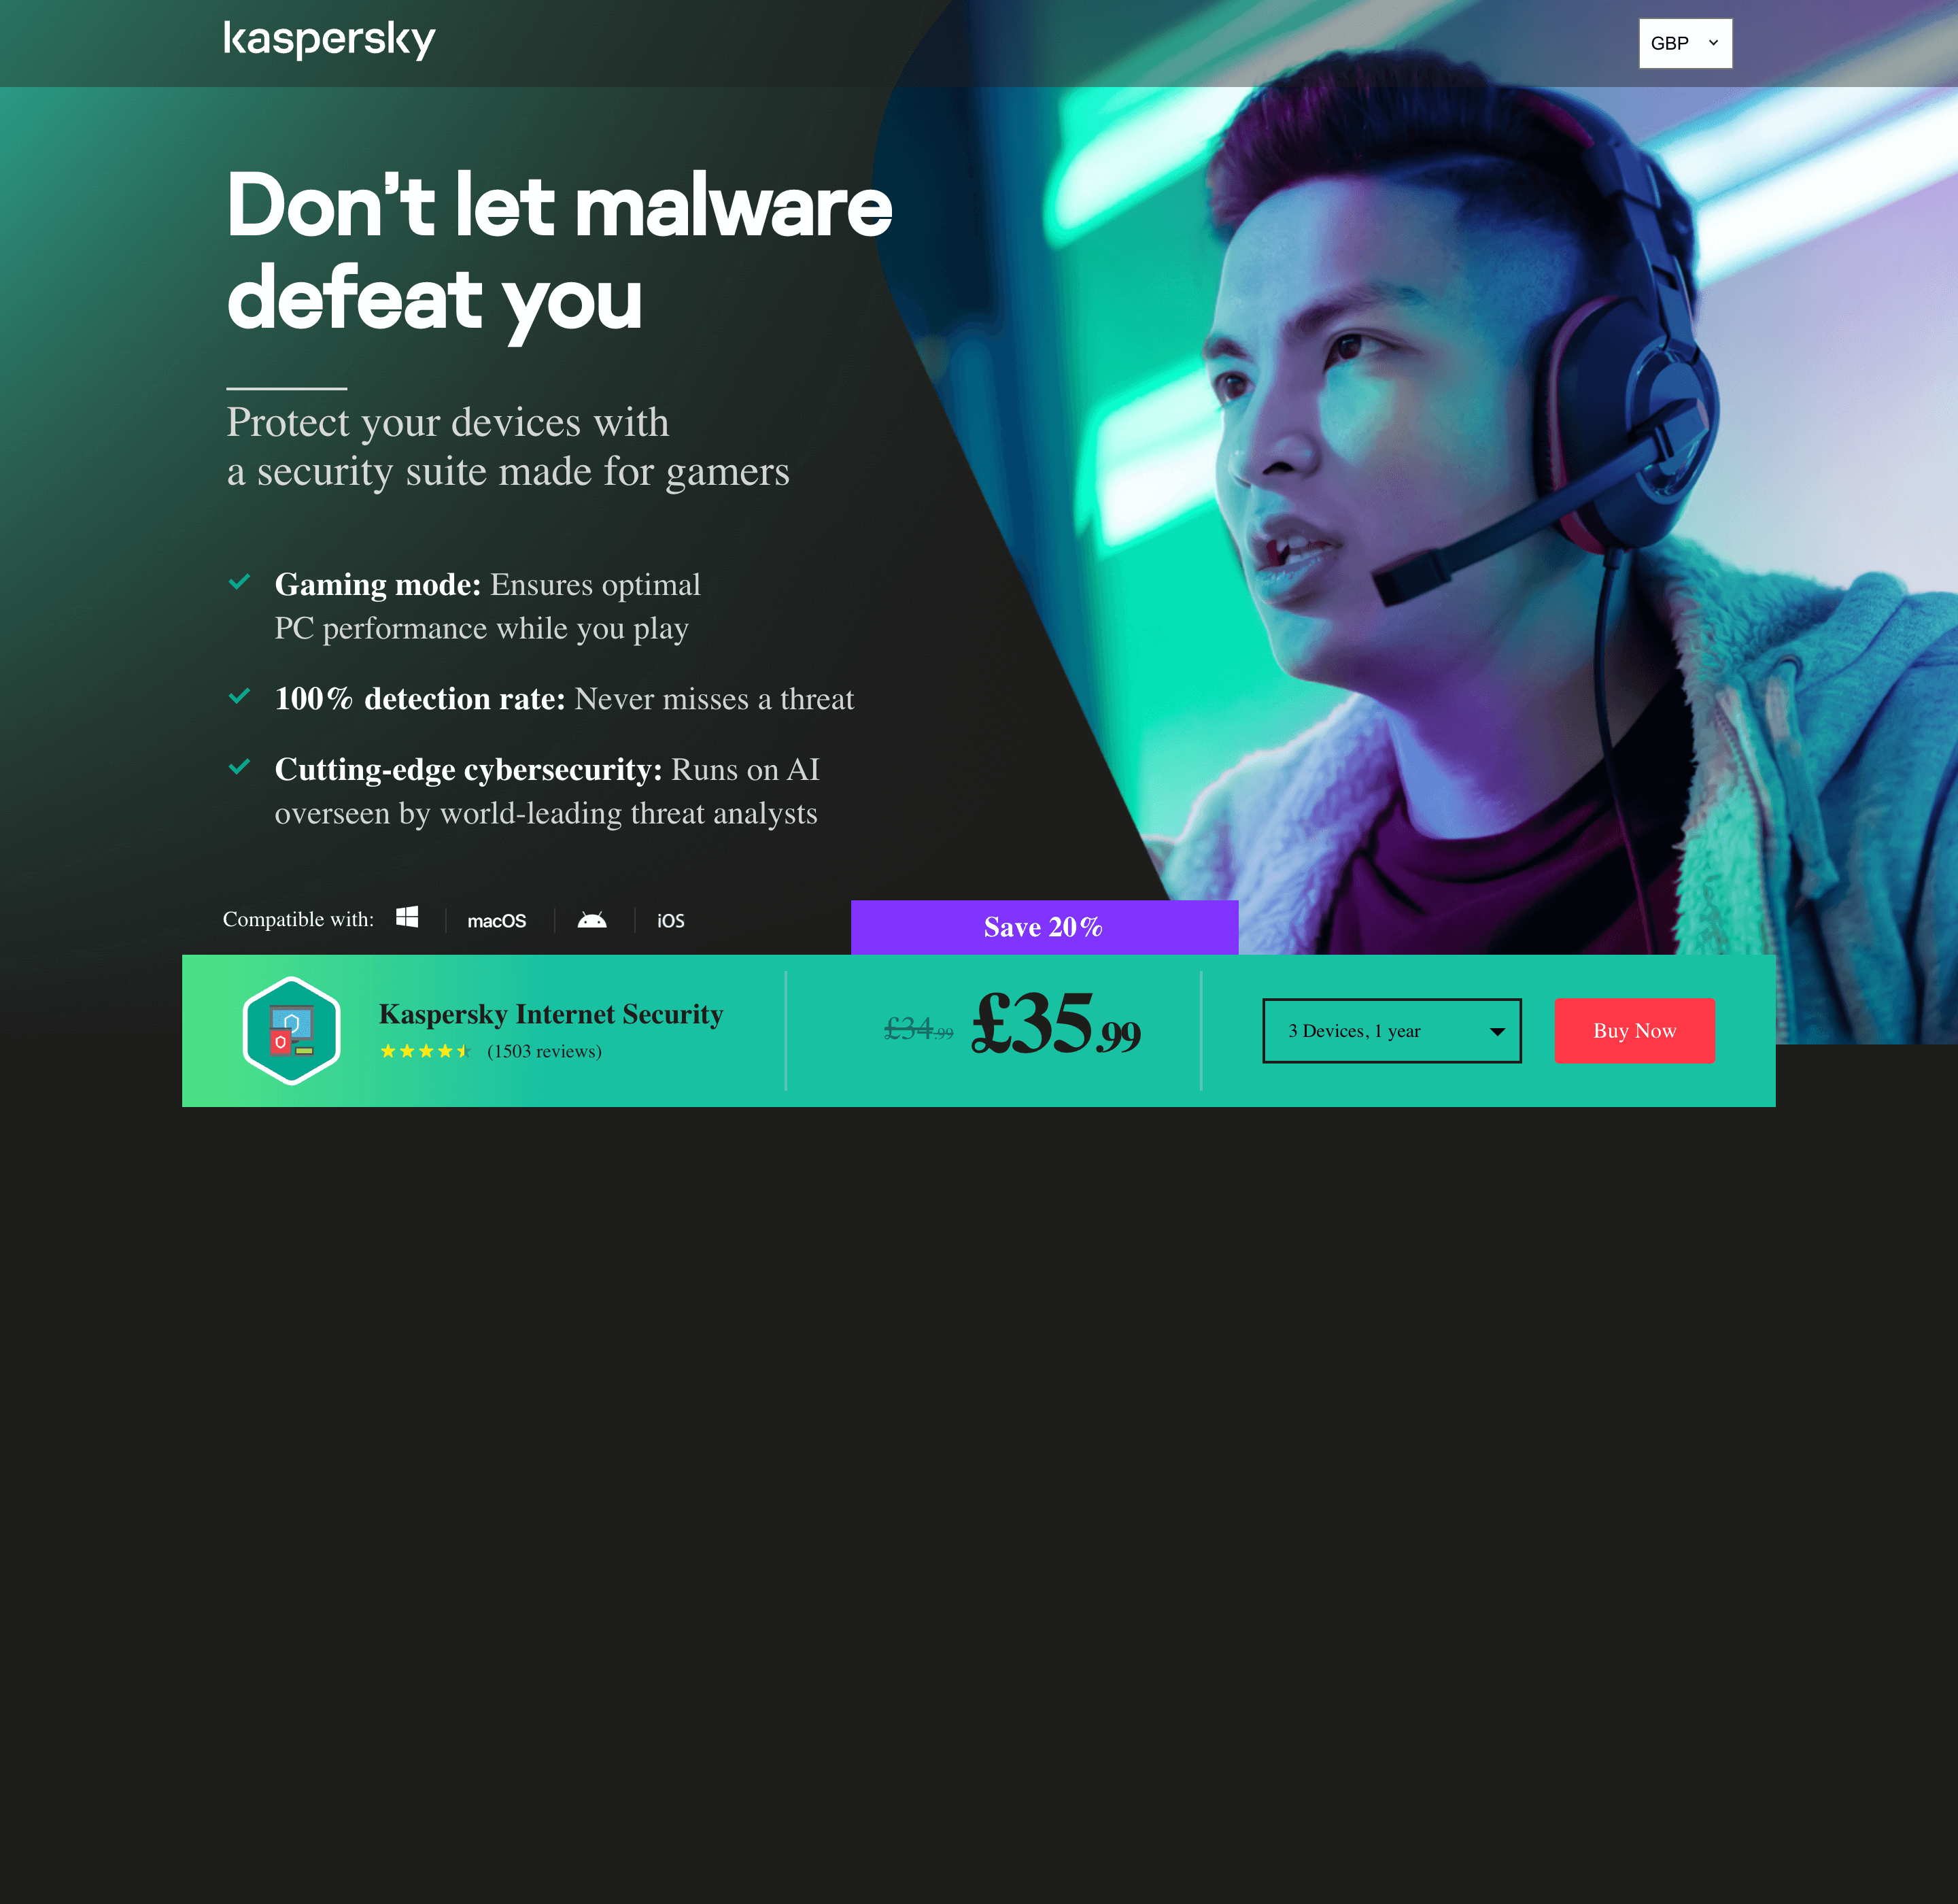 kaspersky
GBP
Don’t let malware
defeat you
Protect your devices with
a security suite made for gamers
Gaming mode: Ensures optimal
PC performance while you play
100% detection rate: Never misses a threat
Cutting-edge cybersecurity: Runs on AI
overseen by world-leading threat analysts
Compatible with: macOS iOS
Save 20%
Kaspersky Internet Security
(1503 reviews)
£34.99 £35.99
3 Devices, 1 year
Buy Now